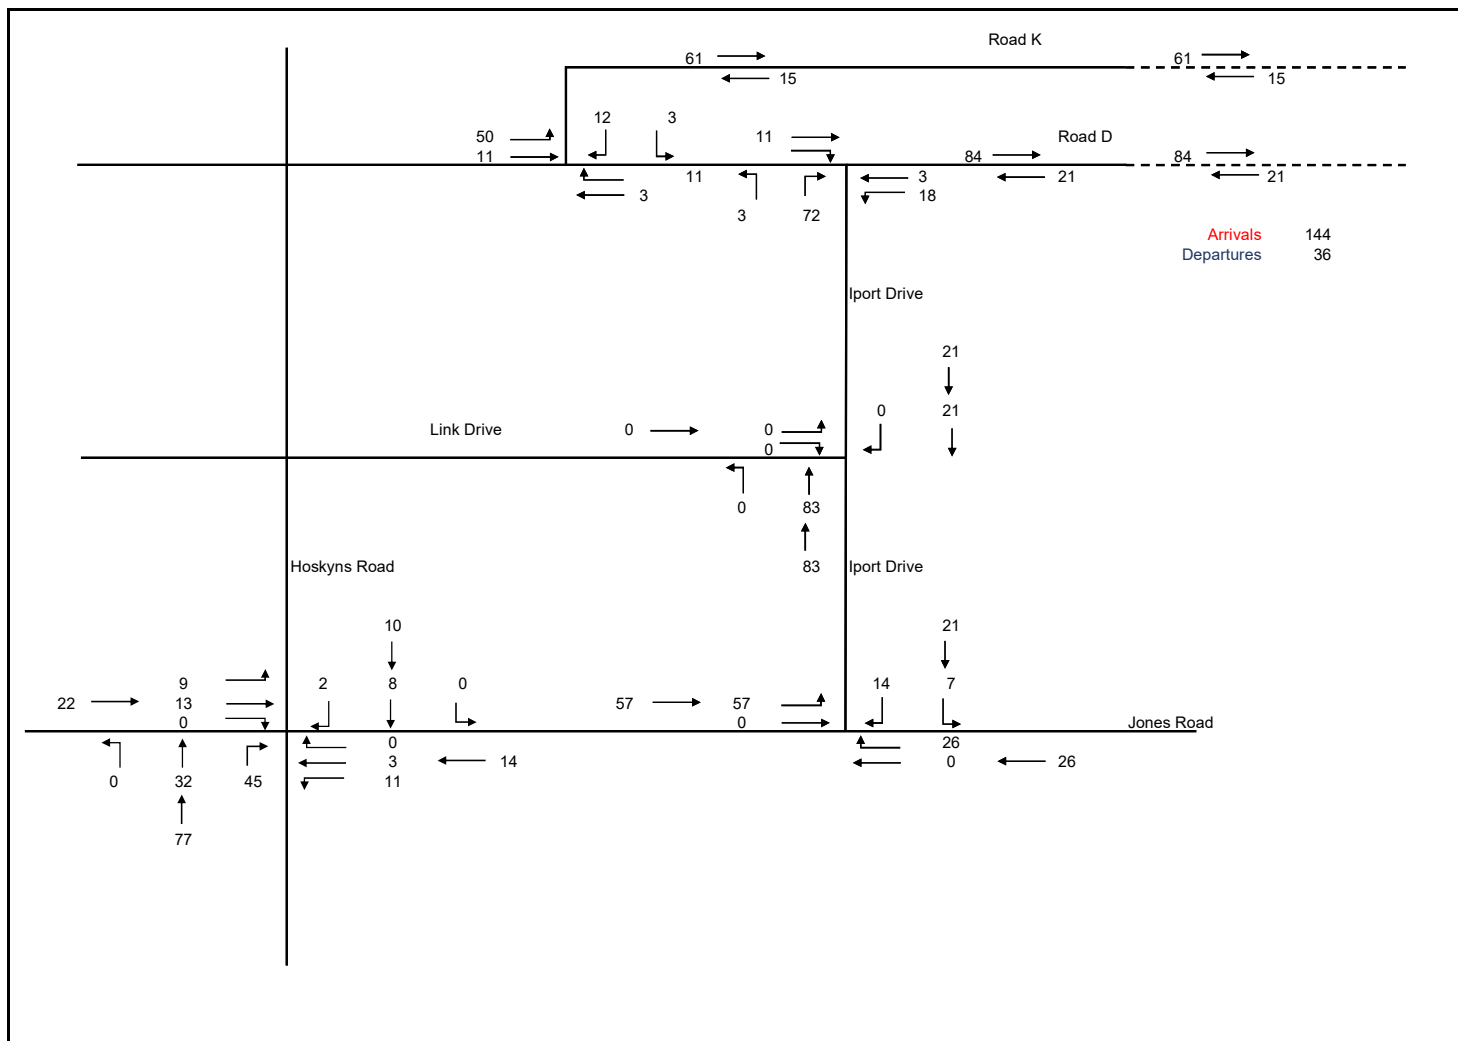 Road K
61 61
15 15
12 3
50 11 Road D
11 84 84
11 3 21 21
3 18
3 72
Arrivals 144
Departures 36
Iport Drive
21
0 21
Link Drive 0 0
0
0 83
Hoskyns Road 83 Iport Drive
10 21
9 2 8 0 14 7
22 13 57 57
0 0 Jones Road
0 26
3 14 0 26
0 32 45 11
77